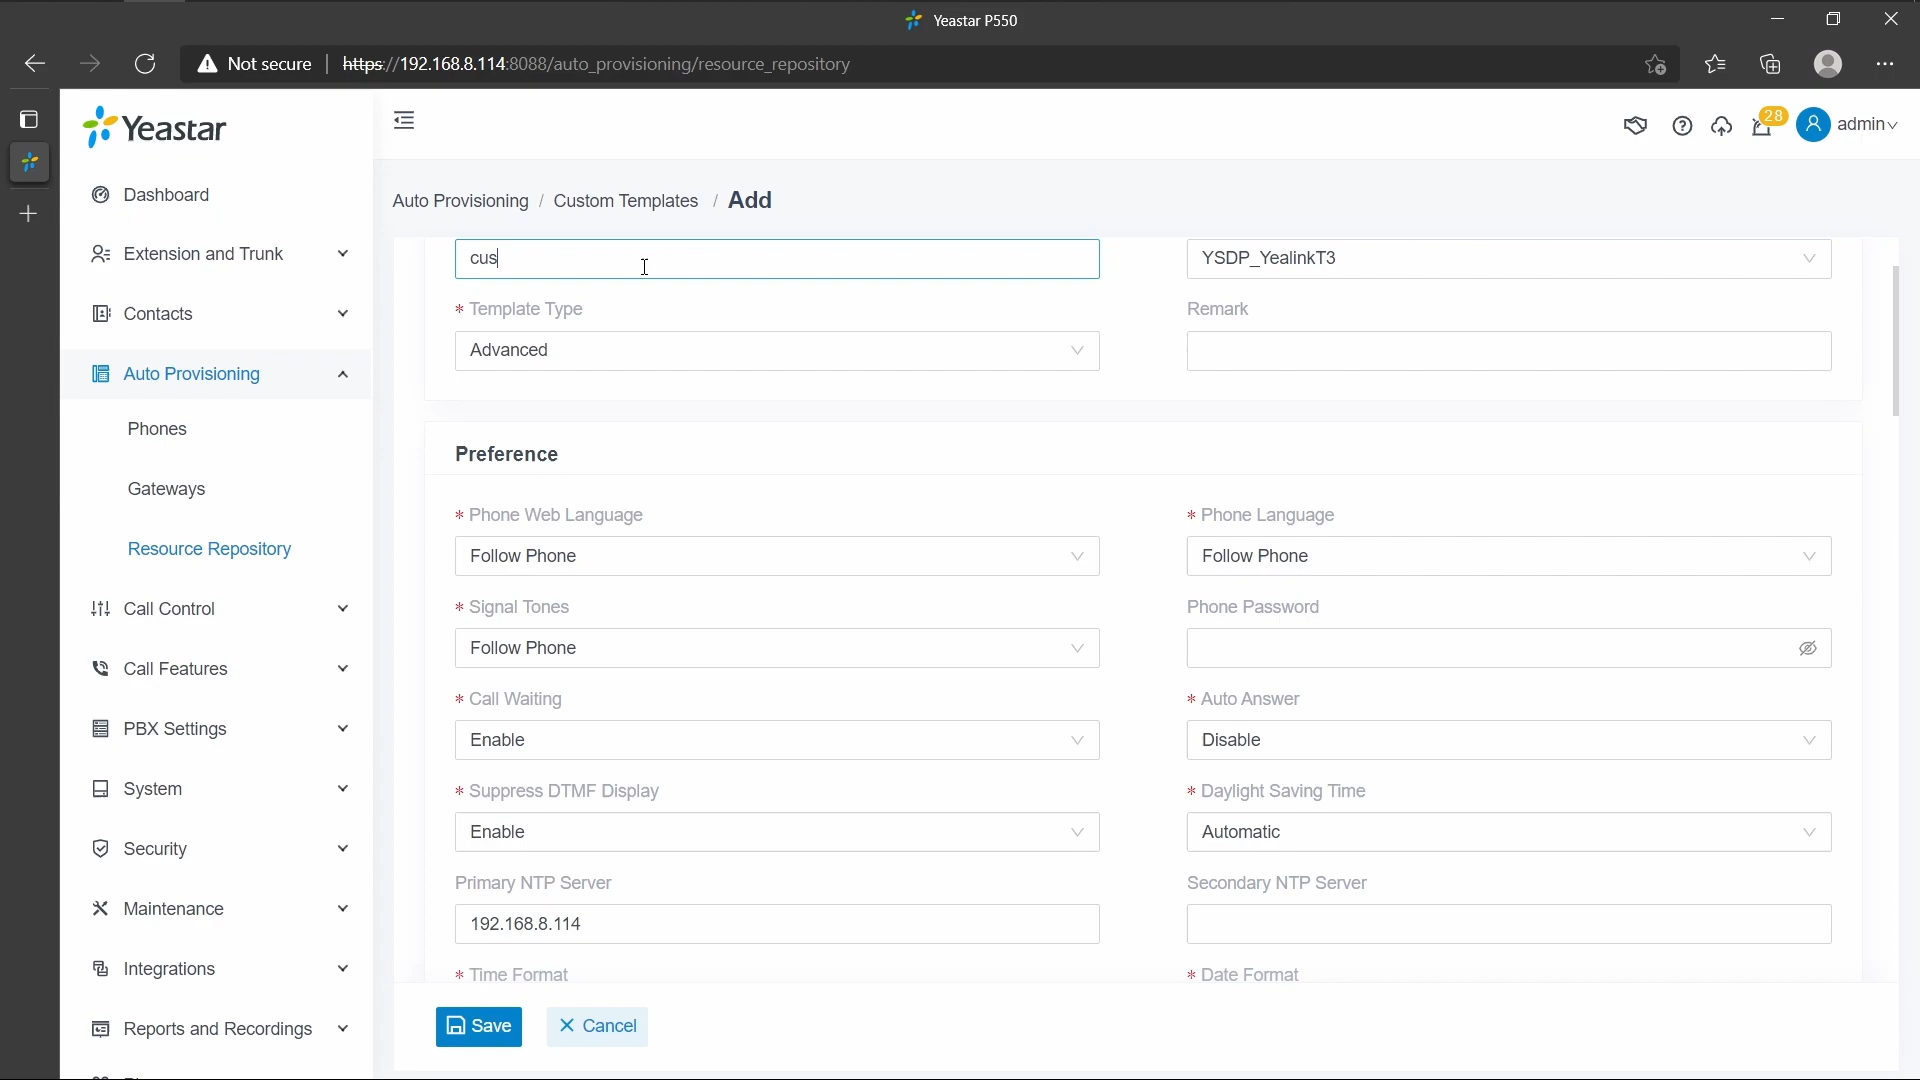 Yeastar P550
Not secure https://192.168.8.114:8088/auto_provisioning/resource_repository
Yeastar
28
admin
Dashboard
Extension and Trunk
Contacts
Auto Provisioning
Phones
Gateways
Resource Repository
Call Control
Call Features
PBX Settings
System
Security
Maintenance
Integrations
Reports and Recordings
Auto Provisioning / Custom Templates / Add
cus
YSDP_YealinkT3
* Template Type
Remark
Advanced
Preference
* Phone Web Language
* Phone Language
Follow Phone
Follow Phone
* Signal Tones
Phone Password
Follow Phone
* Call Waiting
* Auto Answer
Enable
Disable
* Suppress DTMF Display
* Daylight Saving Time
Enable
Automatic
Primary NTP Server
Secondary NTP Server
192.168.8.114
* Time Format
* Date Format
Save
Cancel